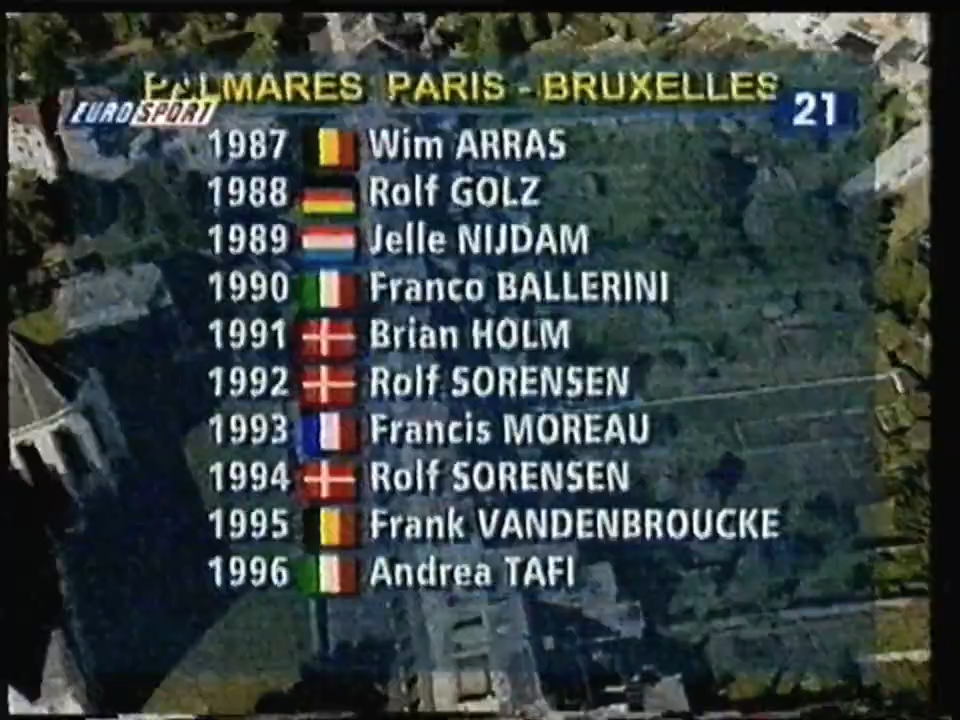 PALMARES PARIS - BRUXELLES
EUROSPORT
21
1987 Wim ARRAS
1988 Rolf GOLZ
1989 Jelle NIJDAM
1990 Franco BALLERINI
1991 Brian HOLM
1992 Rolf SORENSEN
1993 Francis MOREAU
1994 Rolf SORENSEN
1995 Frank VANDENBROUCKE
1996 Andrea TAFI